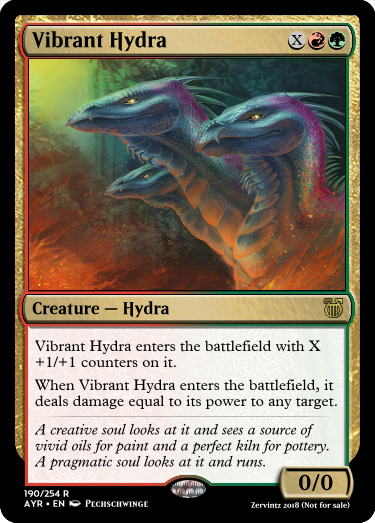 Vibrant Hydra X
Creature — Hydra
Vibrant Hydra enters the battlefield with X
+1/+1 counters on it.
When Vibrant Hydra enters the battlefield, it
deals damage equal to its power to any target.
A creative soul looks at it and sees a source of
vivid oils for paint and a perfect kiln for pottery.
A pragmatic soul looks at it and runs.
0/0
190/254 R
AYR • EN Pechschwinge
Zervintz 2018 (Not for sale)